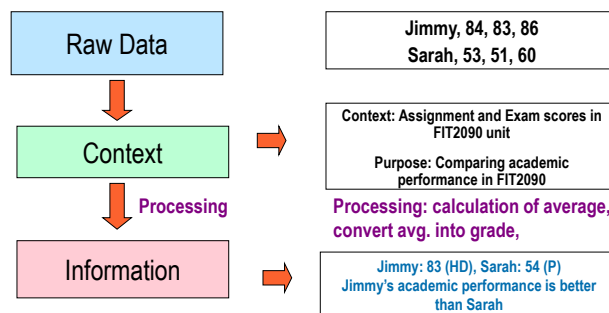 Raw Data
Jimmy, 84, 83, 86
Sarah, 53, 51, 60
Context
Context: Assignment and Exam scores in
FIT2090 unit
Purpose: Comparing academic
performance in FIT2090
Processing
Processing: calculation of average,
convert avg. into grade,
Information
Jimmy: 83 (HD), Sarah: 54 (P)
Jimmy's academic performance is better
than Sarah